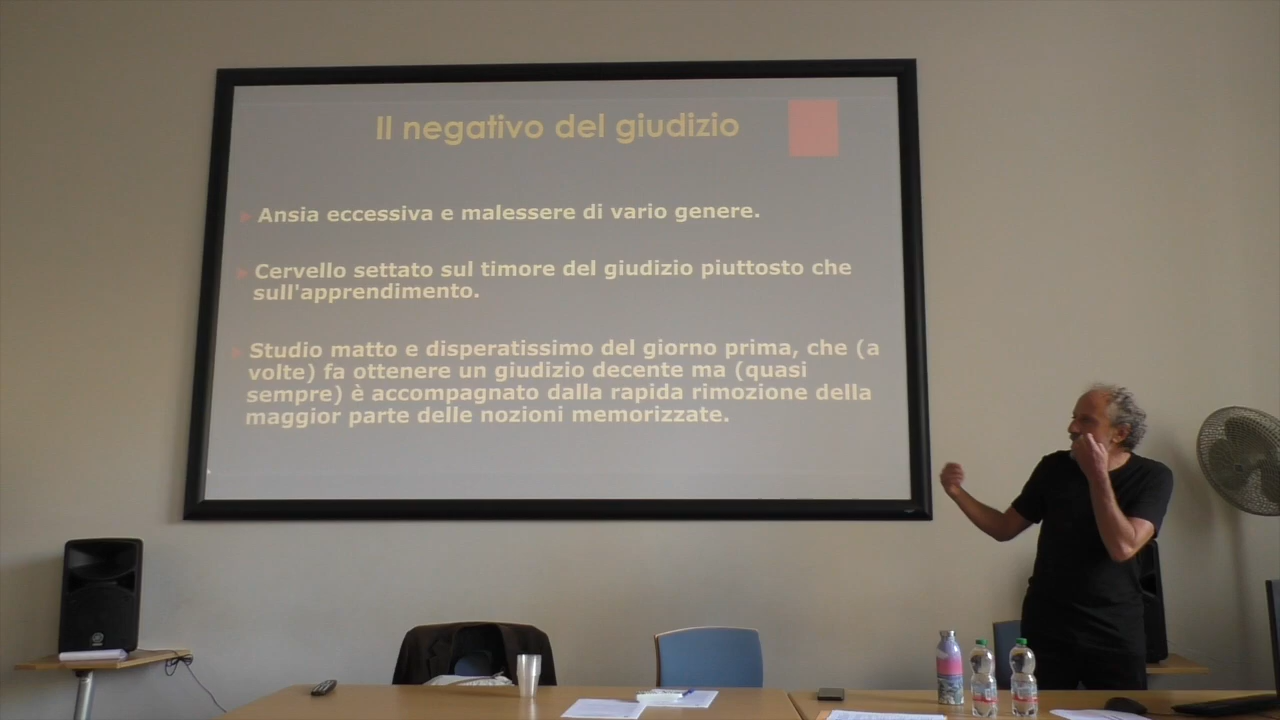 Il negativo del giudizio
Ansia eccessiva e malessere di vario genere.
Cervello settato sul timore del giudizio piuttosto che
sull'apprendimento.
Studio matto e disperatissimo del giorno prima, che (a
volte) fa ottenere un giudizio decente ma (quasi
sempre) è accompagnato dalla rapida rimozione della
maggior parte delle nozioni memorizzate.